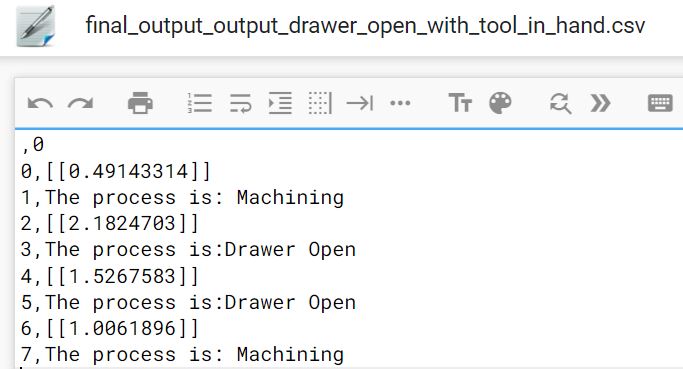 final_output_output_drawer_open_with_tool_in_hand.csv
,0
0,[[0.49143314]]
1,The process is: Machining
2,[[2.1824703]]
3,The process is:Drawer Open
4,[[1.5267583]]
5,The process is:Drawer Open
6,[[1.0061896]]
7,The process is: Machining